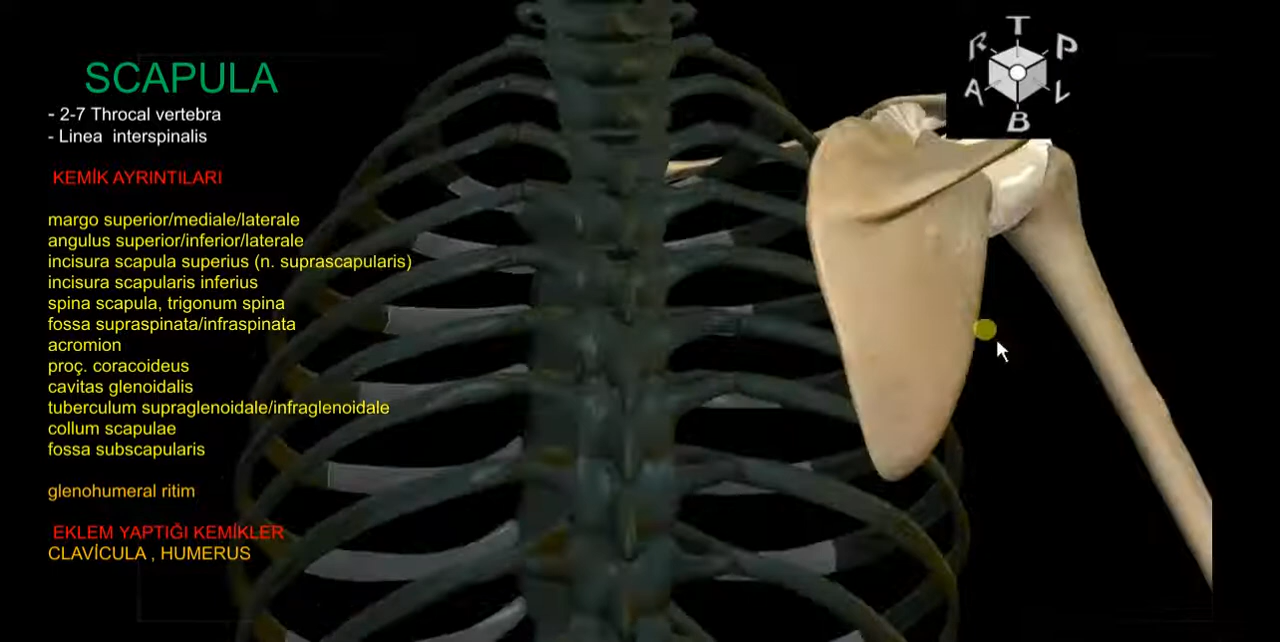 SCAPULA
- 2-7 Throcal vertebra
- Linea interspinalis
KEMİK AYRINTILARI
margo superior/mediale/laterale
angulus superior/inferior/laterale
incisura scapula superius (n. suprascapularis)
incisura scapularis inferius
spina scapula, trigonum spina
fossa supraspinata/infraspinata
acromion
proç. coracoideus
cavitas glenoidalis
tuberculum supraglenoidale/infraglenoidale
collum scapulae
fossa subscapularis
glenohumeral ritim
EKLEM YAPTIĞI KEMİKLER
CLAVİCULA , HUMERUS
T
R P
A L
B